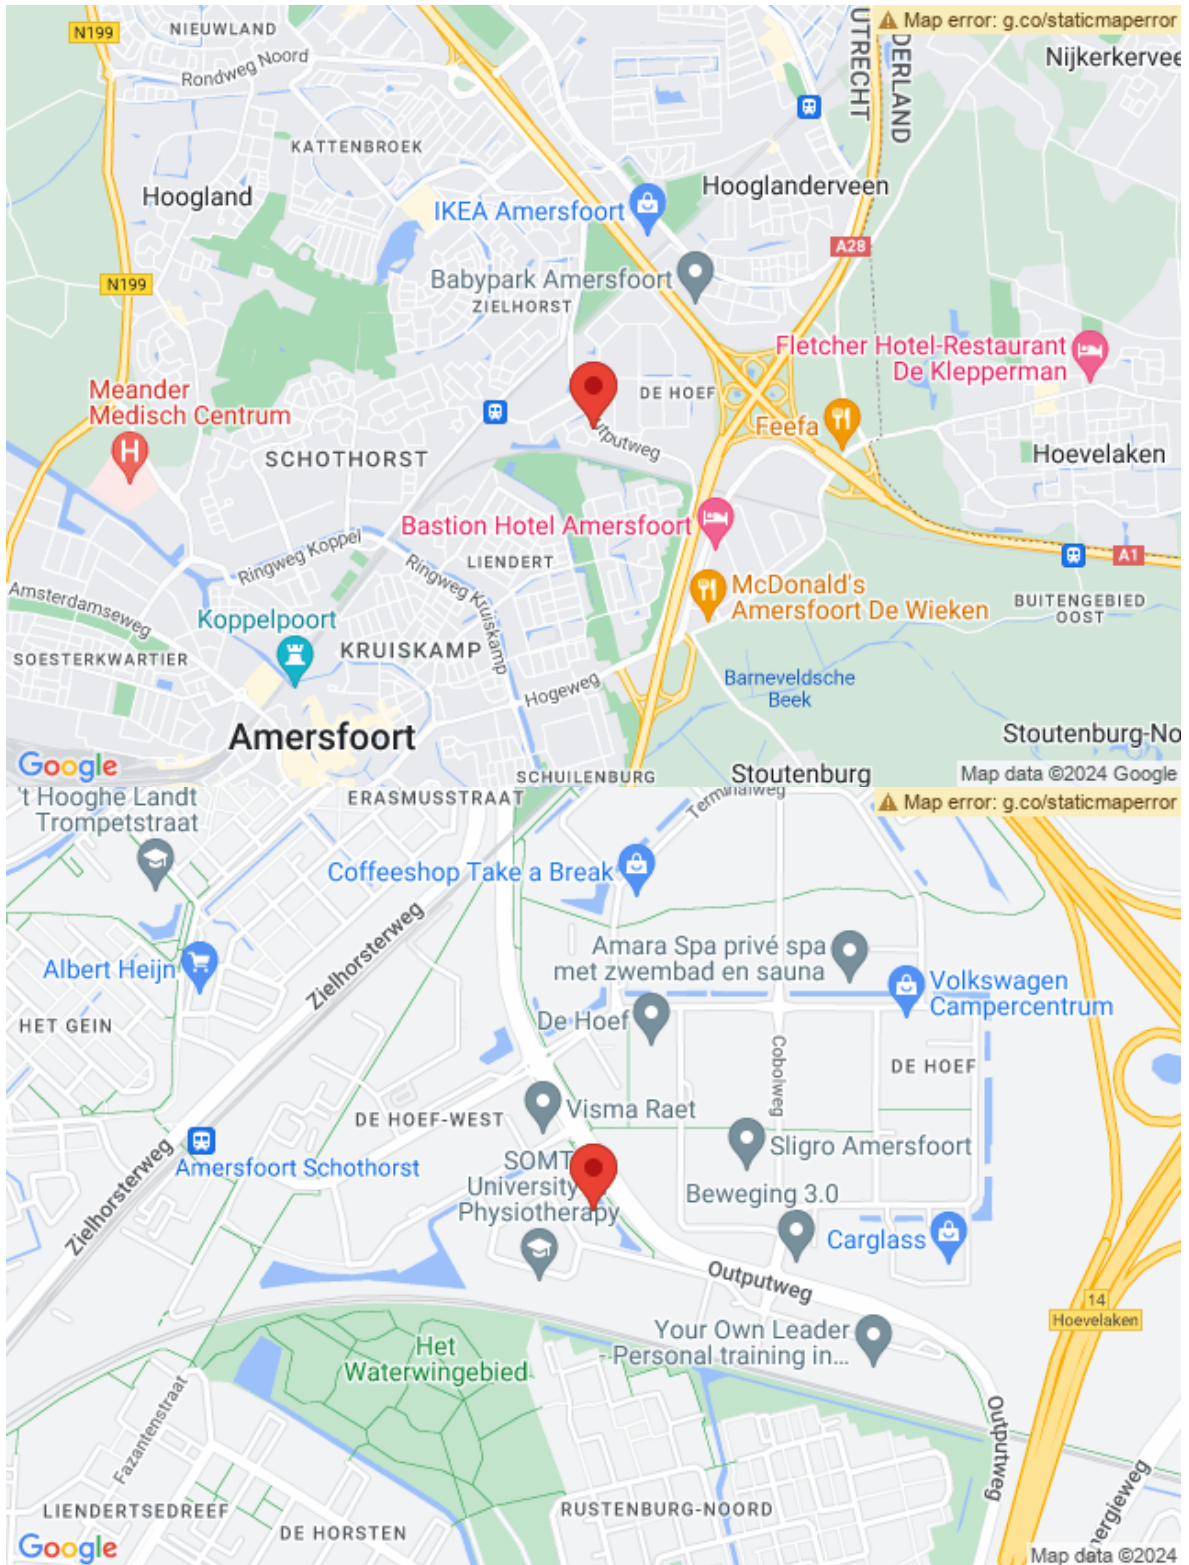 N199
NIEUWLAND
Map error: g.co/staticmaperror
UTRECHT
Rondweg Noord
KATTENBROEK
Hoogland
Hooglanderveen
IKEA Amersfoort
A28
Babypark Amersfoort
N199
ZIELHORST
Fletcher Hotel-Restaurant
De Klepperman
DE HOEF
Meander
Medisch Centrum
Feefa
SCHOTHORST
Hoevelaken
Bastion Hotel Amersfoort
Ringweg Koppel
LIENDERT
A1
Ringweg Kruiskamp
Amsterdamseweg
McDonald's
Amersfoort De Wieken
BUITENGEBIED
OOST
Koppelpoort
KRUISKAMP
SOESTERKWARTIER
Hogeweg
Barneveldsche
Beek
Amersfoort
Stoutenburg-No
Google
SCHUILENBURG
Stoutenburg
Map data ©2024 Google
't Hooghe Landt
Trompetstraat
ERASMUSSTRAAT
Terminalweg
Map error: g.co/staticmaperror
Coffeeshop Take a Break
Zielhorsterweg
Amara Spa privé spa
met zwembad en sauna
Albert Heijn
Volkswagen
Campercentrum
HET GEIN
De Hoef
Cobolweg
DE HOEF
DE HOEF-WEST
Visma Raet
Amersfoort Schothorst
Sligro Amersfoort
SOMT
University
Physiotherapy
Zielhorsterweg
Beweging 3.0
Carglass
Outputweg
14
Hoevelaken
Het
Waterwingebied
Your Own Leader
- Personal training in...
Fazantenstraat
Outputweg
LIENDERTSEDREEF
DE HORSTEN
RUSTENBURG-NOORD
Google
Map data ©2024